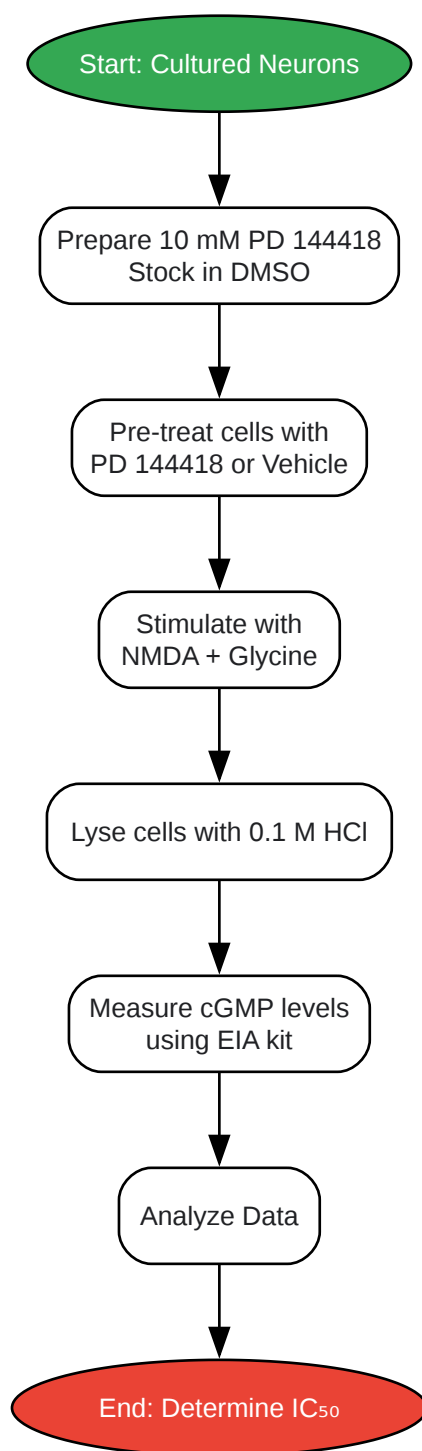 Start: Cultured Neurons
Prepare 10 mM PD 144418
Stock in DMSO
Pre-treat cells with
PD 144418 or Vehicle
Stimulate with
NMDA + Glycine
Lyse cells with 0.1 M HCl
Measure cGMP levels
using EIA kit
Analyze Data
End: Determine IC₅₀